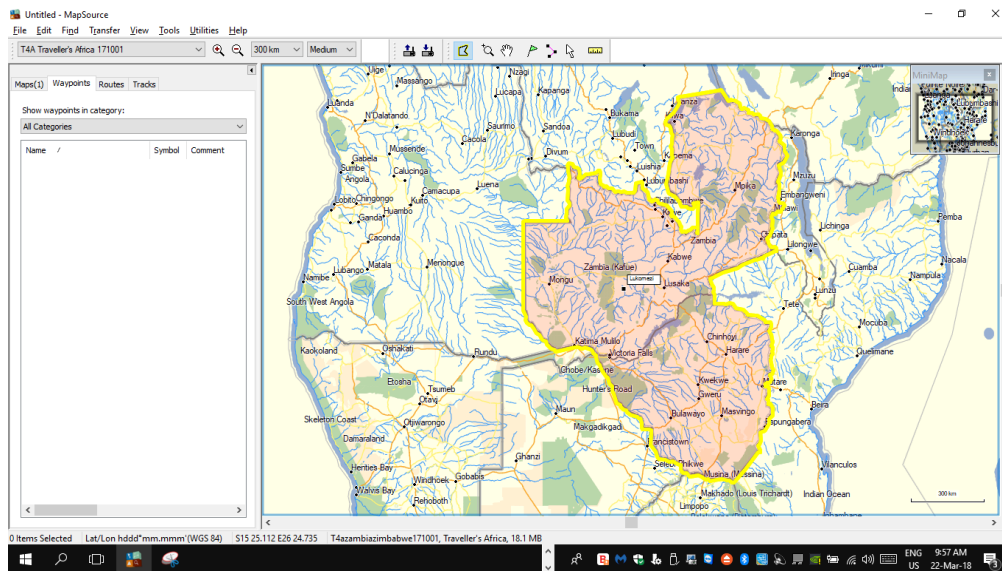 Untitled - MapSource
File Edit Find Transfer View Tools Utilities Help
T4A Traveller's Africa 171001 300 km Medium
Maps(1) Waypoints Routes Tracks
Show waypoints in category:
All Categories
Name / Symbol Comment
MiniMap
Uige
Massango
Nzagi
Lucapa
Kapanga
Iringa
Luanda
N'Dalatando
Saurimo
Sandoa
Bukama
Karonga
Cacola
Lubudi
Town
Mussende
Divum
Luishia
Gabela
Sumbe
Calucinga
Angola
Camacupa
Luena
Mpika
Mzuzu
Embangweni
Lobito
Chingongo
Kuito
Huambo
Ganda
Pemba
Caconda
Zambia
Lichinga
Lilongwe
Kabwe
Matala
Menongue
Zambia (Kafue)
Cuamba
Nacala
Lubango
Namibe
Mongu
Lukomasi
Lusaka
Lunzu
Nampula
South West Angola
Tete
Mocuba
Kaokoland
Oshakati
Rundu
Katima Mulilo
Victoria Falls
Chinhoyi
Harare
Quelimane
Etosha
Tsumeb
Chobe/Kasane
Hunter's Road
Kwekwe
Mutare
Otavi
Gweru
Skeleton Coast
Otjiwarongo
Maun
Bulawayo
Masvingo
Beira
Makgadikgadi
Espungabera
Damaraland
Francistown
Ghanzi
Selebi Phikwe
Vilanculos
Henties Bay
Windhoek
Gobabis
Musina (Messina)
Walvis Bay
Rehoboth
Makhado (Louis Trichardt)
Indian Ocean
Limpopo
300 km
0 Items Selected Lat/Lon hddd°mm.mmm'(WGS 84) S15 25.112 E26 24.735 T4azambiazimbabwe171001, Traveller's Africa, 18.1 MB
ENG 9:57 AM
US 22-Mar-18